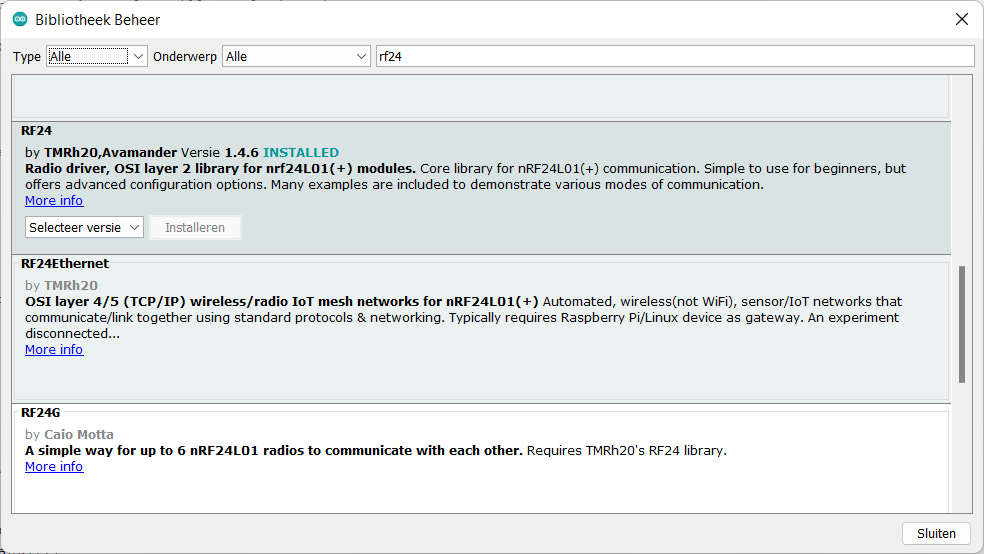 Bibliotheek Beheer
Type Alle Onderwerp Alle rf24
RF24
by TMRh20,Avamander Versie 1.4.6 INSTALLED
Radio driver, OSI layer 2 library for nrf24L01(+) modules. Core library for nRF24L01(+) communication. Simple to use for beginners, but
offers advanced configuration options. Many examples are included to demonstrate various modes of communication.
More info
Selecteer versie Installeren
RF24Ethernet
by TMRh20
OSI layer 4/5 (TCP/IP) wireless/radio IoT mesh networks for nRF24L01(+) Automated, wireless(not WiFi), sensor/IoT networks that
communicate/link together using standard protocols & networking. Typically requires Raspberry Pi/Linux device as gateway. An experiment
disconnected...
More info
RF24G
by Caio Motta
A simple way for up to 6 nRF24L01 radios to communicate with each other. Requires TMRh20's RF24 library.
More info
Sluiten